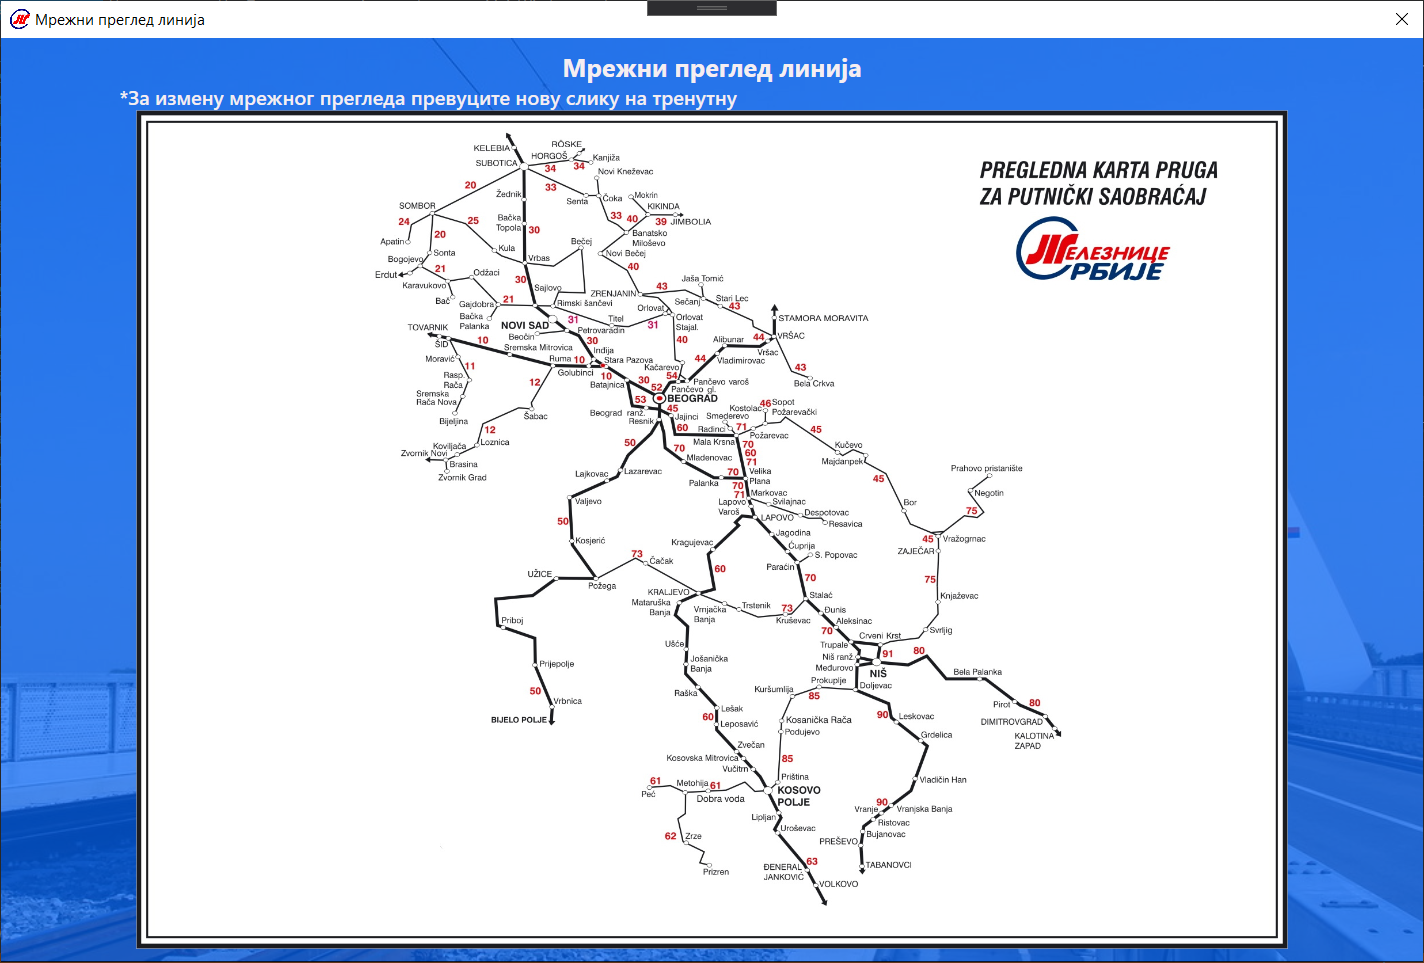 Мрежни преглед линија
Мрежни преглед линија
*За измену мрежног прегледа превуците нову слику на тренутну
PREGLEDNA KARTA PRUGA
ZA PUTNIČKI SAOBRAĆAJ
ЖЕЛЕЗНИЦЕ
СРБИЈЕ
KELEBIA
RÖSKE
HORGOŠ
SUBOTICA
Kanjiža
34
34
Novi Kneževac
20
33
Žednik
Senta
Čoka
Mokrin
SOMBOR
KIKINDA
24
25
Bačka
Topola
30
33
40
39
JIMBOLIA
20
Apatin
Banatsko
Miloševo
Bečej
Kula
Sonta
Novi Bečej
Bogojevo
Vrbas
21
40
Erdut
Odžaci
30
Jaša Tomić
Karavukovo
43
Sajlovo
ZRENJANIN
Bač
Sečanj
Stari Lec
21
Gajdobra
Rimski šančevi
43
Orlovat
Bačka
Palanka
31
Titel
31
Orlovat
Stajal.
STAMORA MORAVITA
NOVI SAD
TOVARNIK
Petrovaradin
Beočin
44
VRŠAC
ŠID
10
30
40
Alibunar
Sremska Mitrovica
Inđija
Vršac
Moravić
Ruma
10
Stara Pazova
44
Vladimirovac
11
Golubinci
10
Kačarevo
43
Rasp.
Rača
12
Batajnica
30
54
Pančevo varoš
Bela Crkva
52
Pančevo gl.
Sremska
Rača Nova
53
BEOGRAD
46
Sopot
Beograd ranž.
45
Kostolac
Požarevački
Bijeljina
Šabac
Resnik
Jajinci
Smederevo
60
Radinci
71
45
12
Požarevac
Loznica
50
Mala Krsna
70
Koviljača
70
60
Kučevo
Zvornik Novi
Mladenovac
71
Majdanpek
Brasina
Zvornik Grad
Lajkovac
Lazarevac
70
Velika
Plana
45
Prahovo pristanište
Palanka
70
71
Markovac
Negotin
Valjevo
Lapovo
Varoš
Svilajnac
Bor
Despotovac
75
50
LAPOVO
Resavica
Jagodina
45
Vražogrnac
Kosjerić
Kragujevac
Ćuprija
ZAJEČAR
73
S. Popovac
Čačak
Paraćin
60
UŽICE
70
75
Požega
KRALJEVO
Stalać
Knjaževac
Mataruška
Banja
Vrnjačka
Banja
Trstenik
73
Đunis
Kruševac
Aleksinac
Priboj
70
Svrljig
Crveni Krst
Ušće
Trupale
91
80
Niš ranž.
Jošanička
Banja
Međurovo
Prijepolje
NIŠ
Bela Palanka
Prokuplje
Doljevac
Raška
Kuršumlija
50
85
Vrbnica
Pirot
80
Lešak
60
90
Leskovac
BIJELO POLJE
Leposavić
Kosanička Rača
DIMITROVGRAD
Podujevo
Grdelica
KALOTINA
ZAPAD
Zvečan
Kosovska Mitrovica
85
Vučitrn
Priština
Vladičin Han
61
Metohija
61
Peć
KOSOVO
POLJE
Dobra voda
90
Vranje
Vranjska Banja
Lipljan
Ristovac
62
Zrze
Uroševac
Bujanovac
PREŠEVO
Prizren
ĐENERAL
JANKOVIĆ
63
TABANOVCI
VOLKOVO